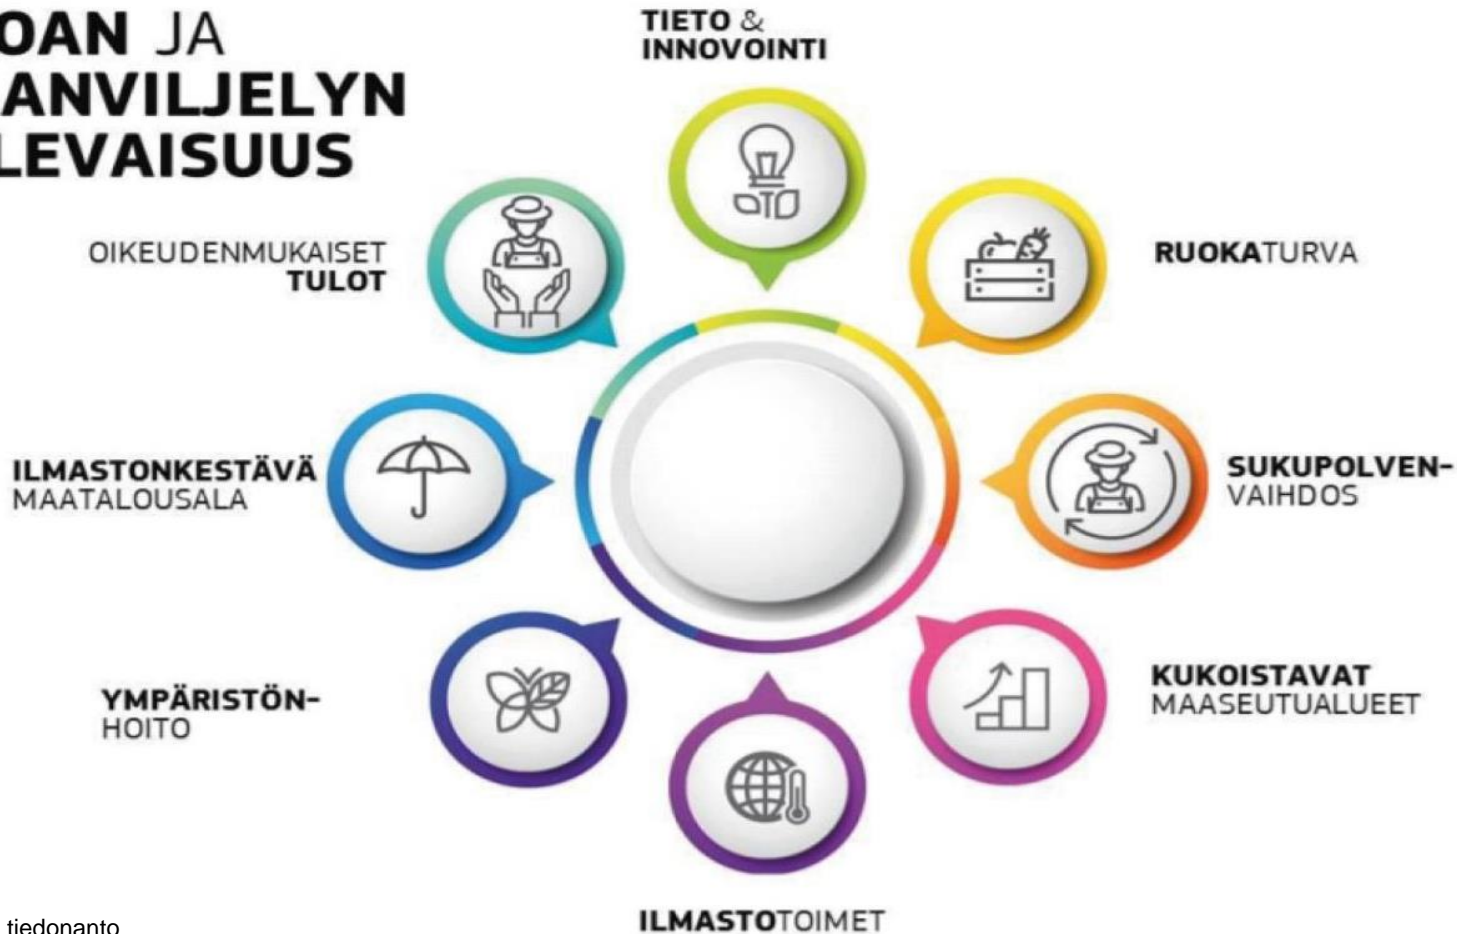 OAN JA
ANVILJELYN
LEVAISUUS
TIETO &
INNOVOINTI
OIKEUDENMUKAISET
TULOT
RUOKATURVA
ILMASTONKESTÄVÄ
MAATALOUSALA
SUKUPOLVEN-
VAIHDOS
YMPÄRISTÖN-
HOITO
KUKOISTAVAT
MAASEUTUALUEET
ILMASTOTOIMET
tiedonanto